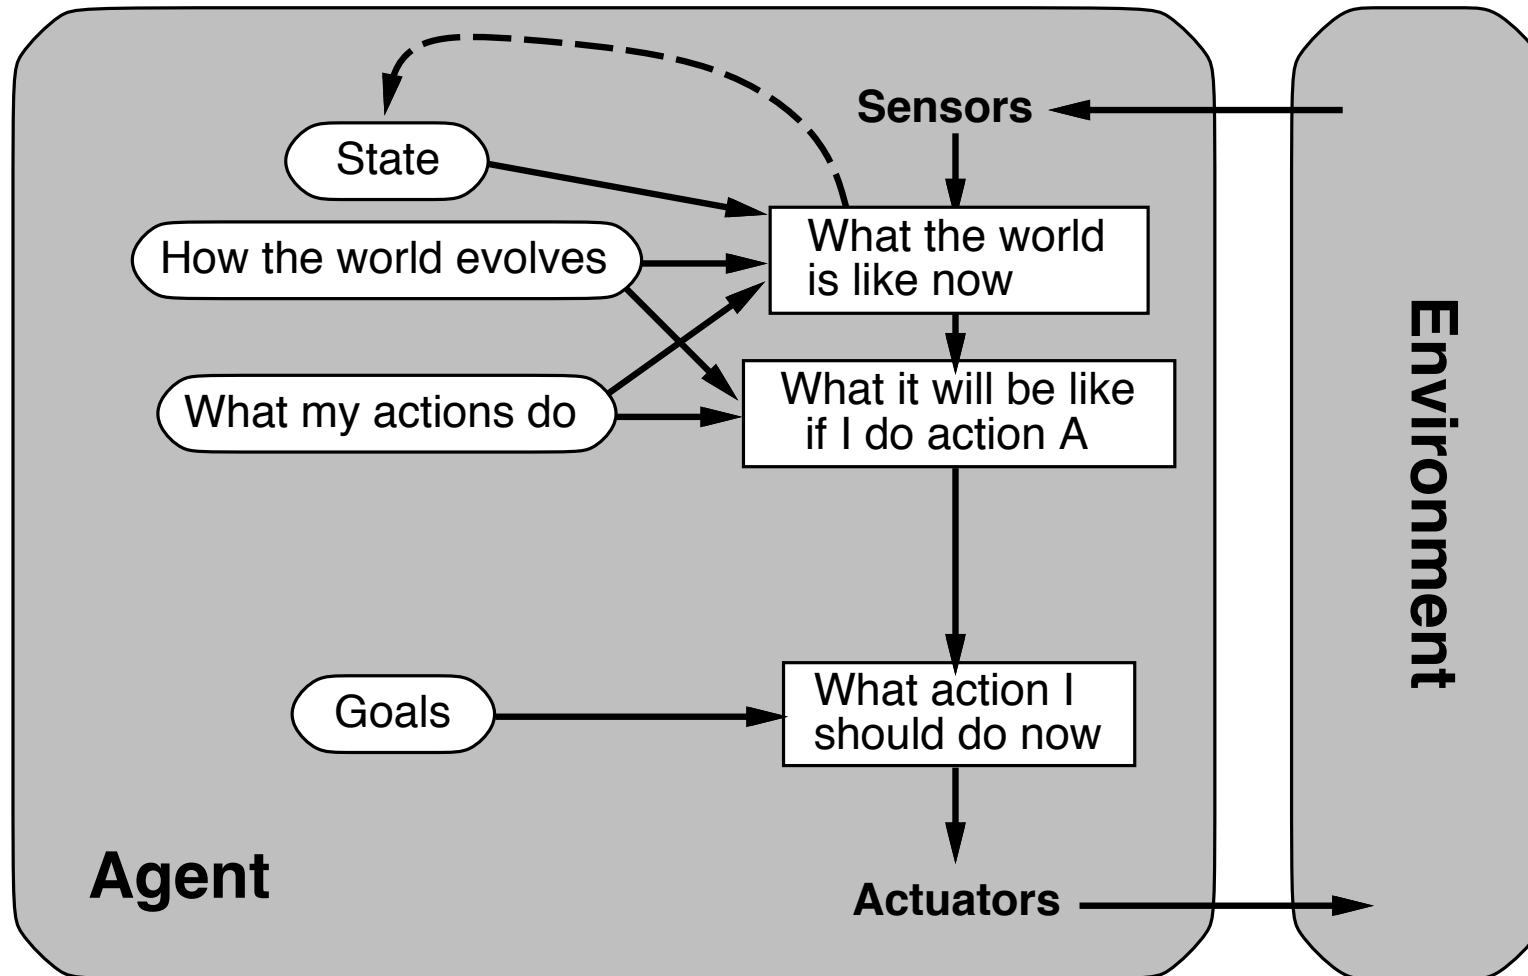 Sensors
State
What the world
is like now
How the world evolves
What my actions do
What it will be like
if I do action A
Goals
What action I
should do now
Agent
Actuators
Environment